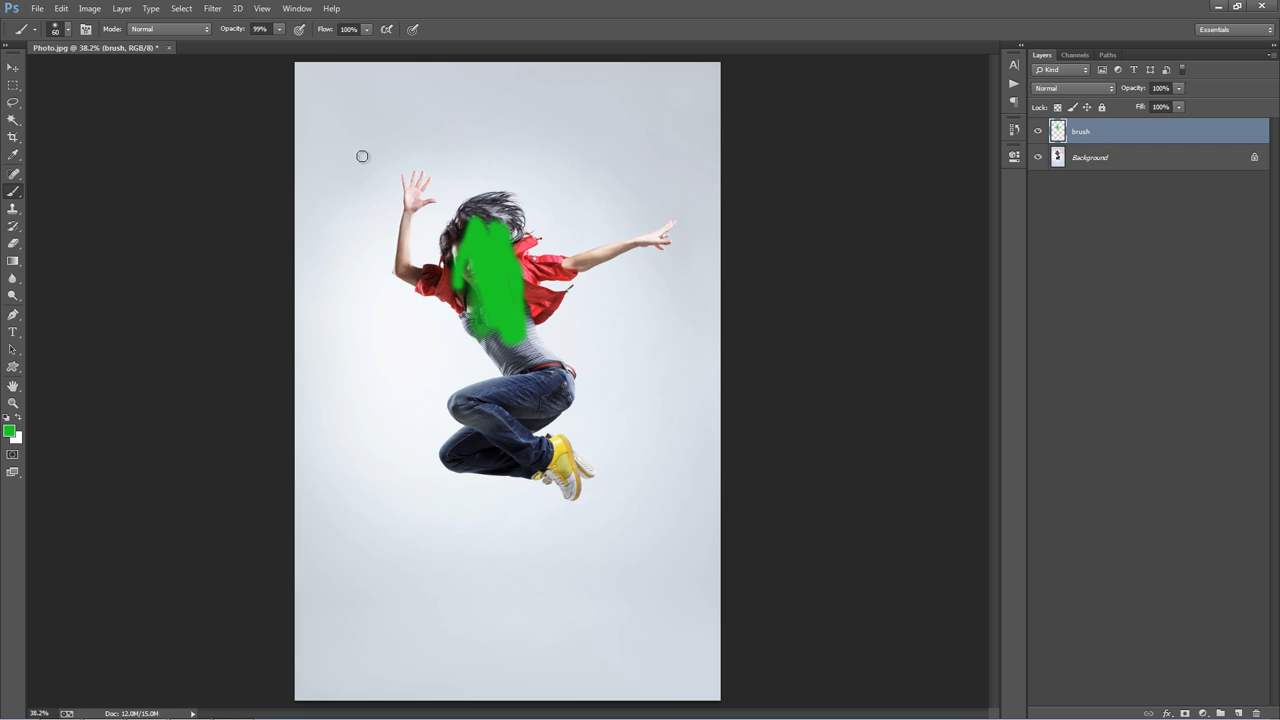 Ps File Edit Image Layer Type Select Filter 3D View Window Help
60 Mode: Normal Opacity: 99% Flow: 100% Essentials
Photo.jpg @ 38.2% (brush, RGB/8) * ×
Layers Channels Paths
Kind
Normal Opacity: 100%
Lock: Fill: 100%
brush
Background
38.2% Doc: 12.0M/15.0M